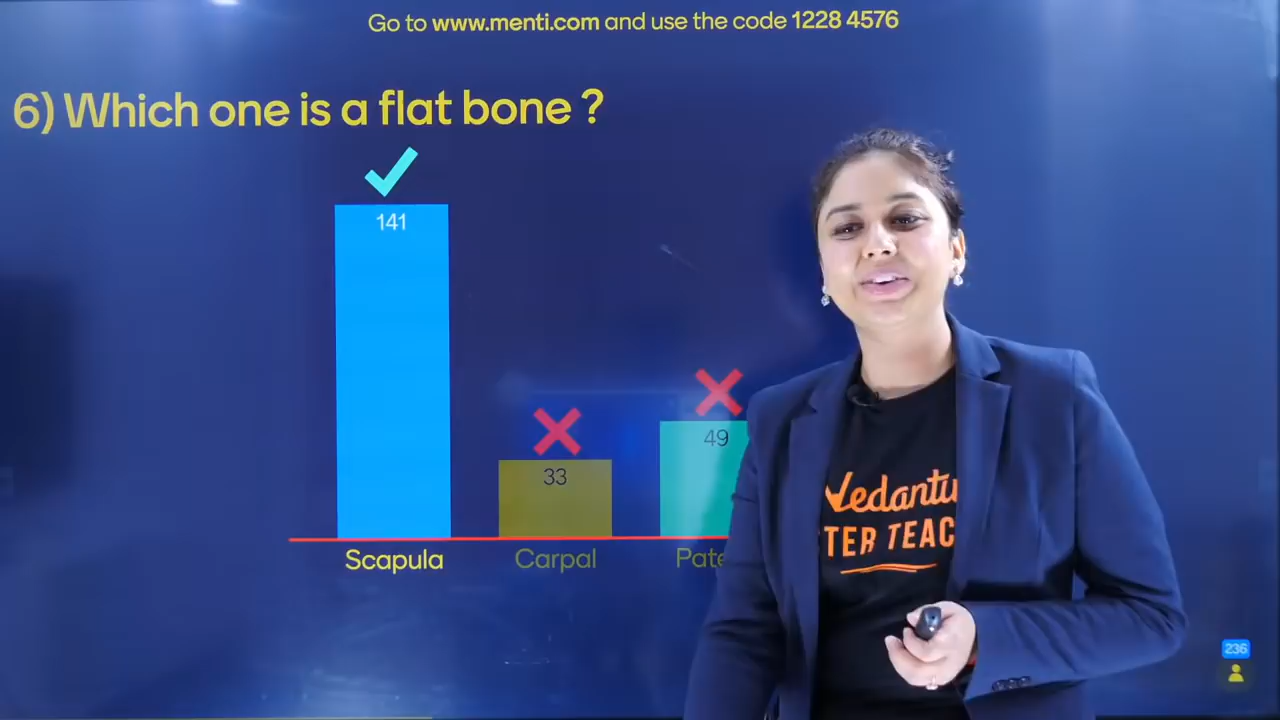 Go to www.menti.com and use the code 1228 4576
6) Which one is a flat bone ?
141
49
33
Scapula Carpal Pate
Vedantu
TER TEAC
236